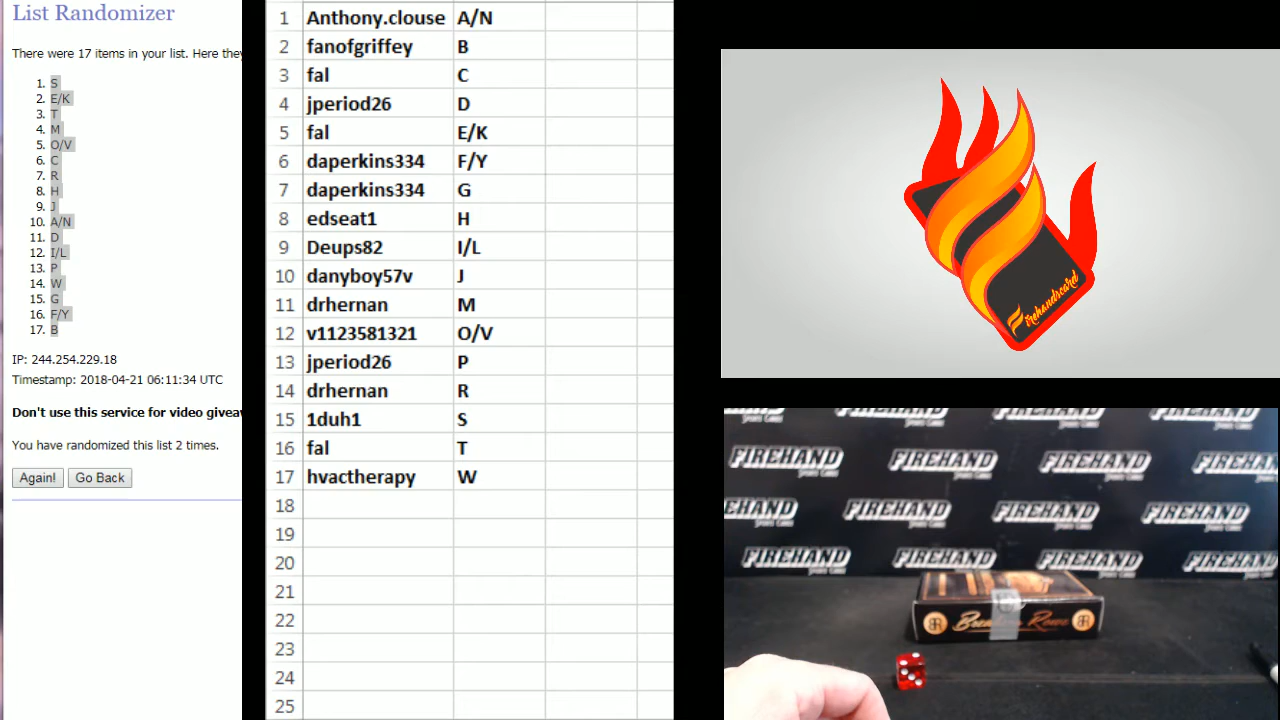 List Randomizer
There were 17 items in your list. Here they
1. S
2. E/K
3. T
4. M
5. O/V
6. C
7. R
8. H
9. J
10. A/N
11. D
12. I/L
13. P
14. W
15. G
16. F/Y
17. B
IP: 244.254.229.18
Timestamp: 2018-04-21 06:11:34 UTC
Don't use this service for video giveaw
You have randomized this list 2 times.
Again! Go Back
1 Anthony.clouse A/N
2 fanofgriffey B
3 fal C
4 jperiod26 D
5 fal E/K
6 daperkins334 F/Y
7 daperkins334 G
8 edseat1 H
9 Deups82 I/L
10 danyboy57v J
11 drhernan M
12 v1123581321 O/V
13 jperiod26 P
14 drhernan R
15 1duh1 S
16 fal T
17 hvactherapy W
18
19
20
21
22
23
24
25
irehandscard
FIREHAND FIREHAND FIREHAND
FIREHAND FIREHAND FIREHAND
FIREHAND FIREHAND FIREHAND FIREHAND
BR BR